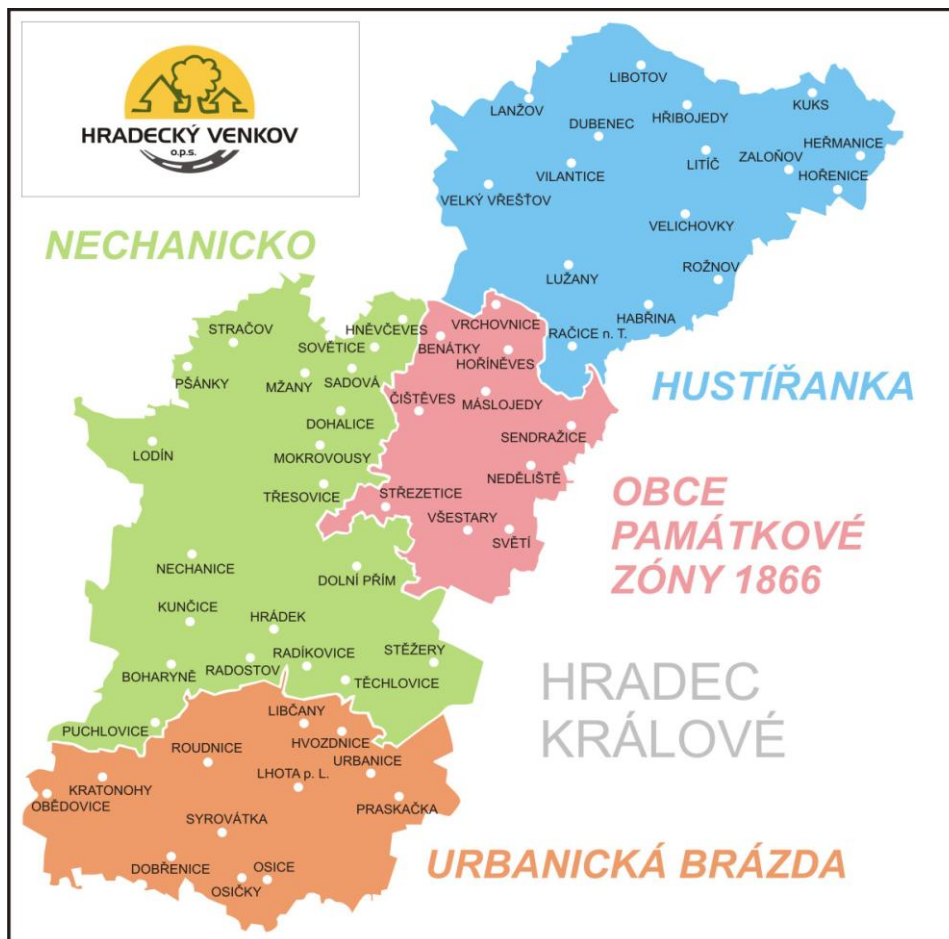 HRADECKÝ VENKOV
o.p.s.
LIBOTOV
LANŽOV
KUKS
HŘIBOJEDY
DUBENEC
HEŘMANICE
LITÍČ
ZALOŇOV
HOŘENICE
VILANTICE
VELKÝ VŘEŠŤOV
VELICHOVKY
NECHANICKO
LUŽANY
ROŽNOV
HABŘINA
STRAČOV
HNĚVČEVES
VRCHOVNICE
RAČICE n. T.
SOVĚTICE
BENÁTKY
HOŘÍNĚVES
PŠÁNKY
MŽANY
SADOVÁ
HUSTÍŘANKA
ČIŠTĚVES
MÁSLOJEDY
DOHALICE
SENDRAŽICE
LODÍN
MOKROVOUSY
NEDĚLIŠTĚ
TŘESOVICE
STŘEZETICE
OBCE
PAMÁTKOVÉ
ZÓNY 1866
VŠESTARY
SVĚTÍ
NECHANICE
DOLNÍ PŘÍM
KUNČICE
HRÁDEK
RADÍKOVICE
STĚŽERY
BOHARYNĚ
RADOSTOV
TĚCHLOVICE
HRADEC
KRÁLOVÉ
PUCHLOVICE
LIBČANY
HVOZDNICE
ROUDNICE
URBANICE
LHOTA p. L.
KRATONOHY
OBĚDOVICE
PRASKAČKA
SYROVÁTKA
DOBŘENICE
OSICE
OSIČKY
URBANICKÁ BRÁZDA